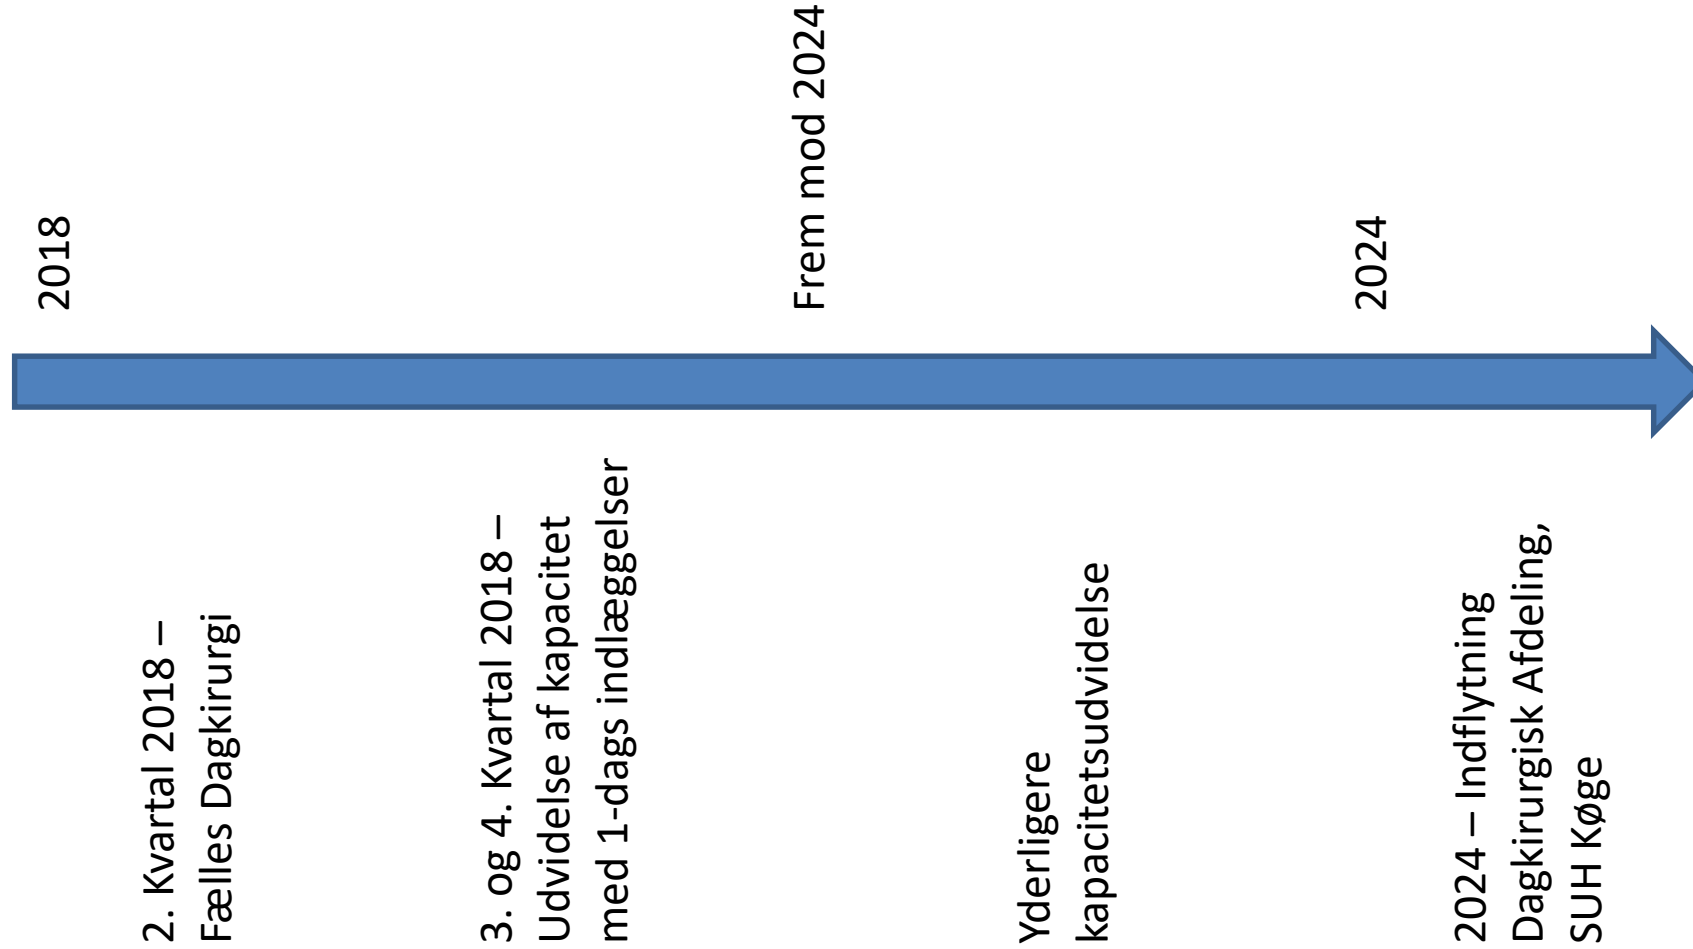 2018
Frem mod 2024
2024
2. Kvartal 2018 –
Fælles Dagkirurgi
3. og 4. Kvartal 2018 –
Udvidelse af kapacitet
med 1-dags indlæggelser
Yderligere
kapacitetsudvidelse
2024 – Indflytning
Dagkirurgisk Afdeling,
SUH Køge